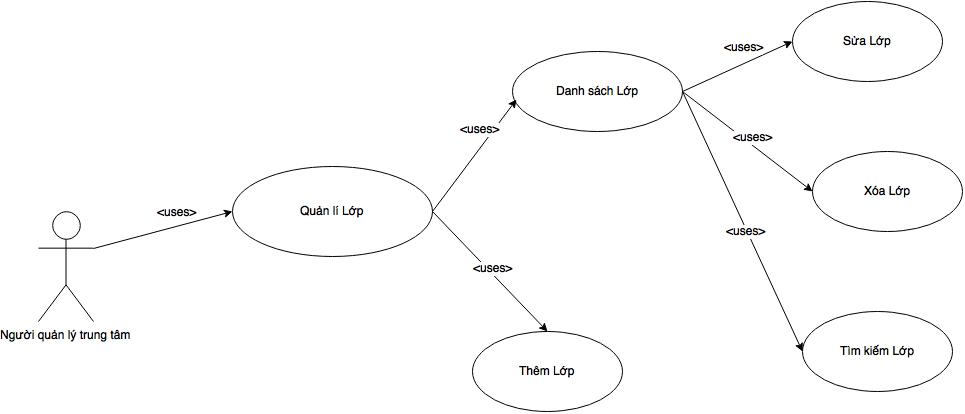 Sửa Lớp
<uses>
Danh sách Lớp
<uses>
<uses>
Xóa Lớp
Quản lí Lớp
<uses>
<uses>
<uses>
Người quản lý trung tâm
Tìm kiếm Lớp
Thêm Lớp